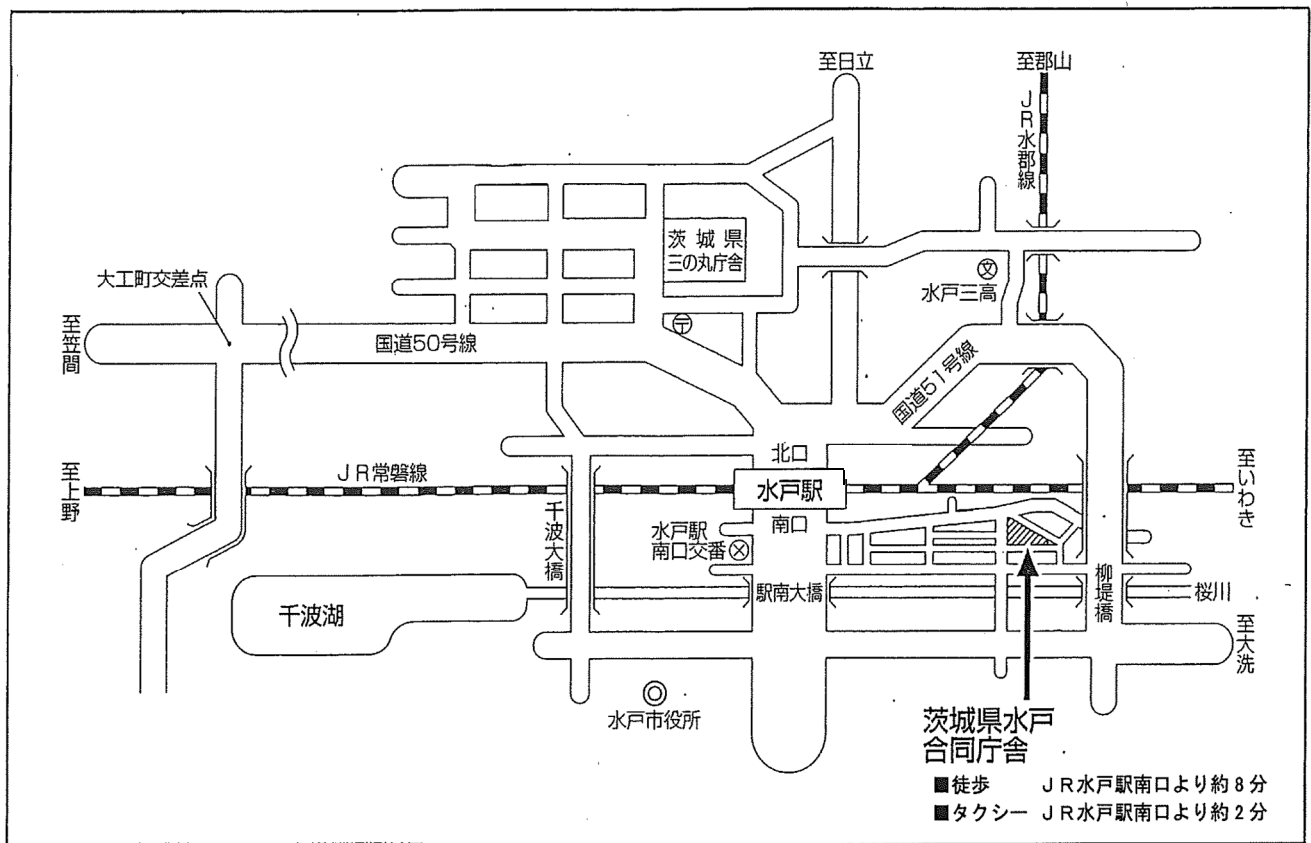 至日立
至郡山
JR水郡線
茨城県
三の丸庁舎
大工町交差点
水戸三高
文
〒
至笠間
国道50号線
国道51号線
北口
至上野
JR常磐線
水戸駅
至いわき
千波大橋
水戸駅
南口交番
南口
千波湖
駅南大橋
柳堤橋
桜川
至大洗
水戸市役所
茨城県水戸
合同庁舎
■徒歩 JR水戸駅南口より約8分
■タクシー JR水戸駅南口より約2分